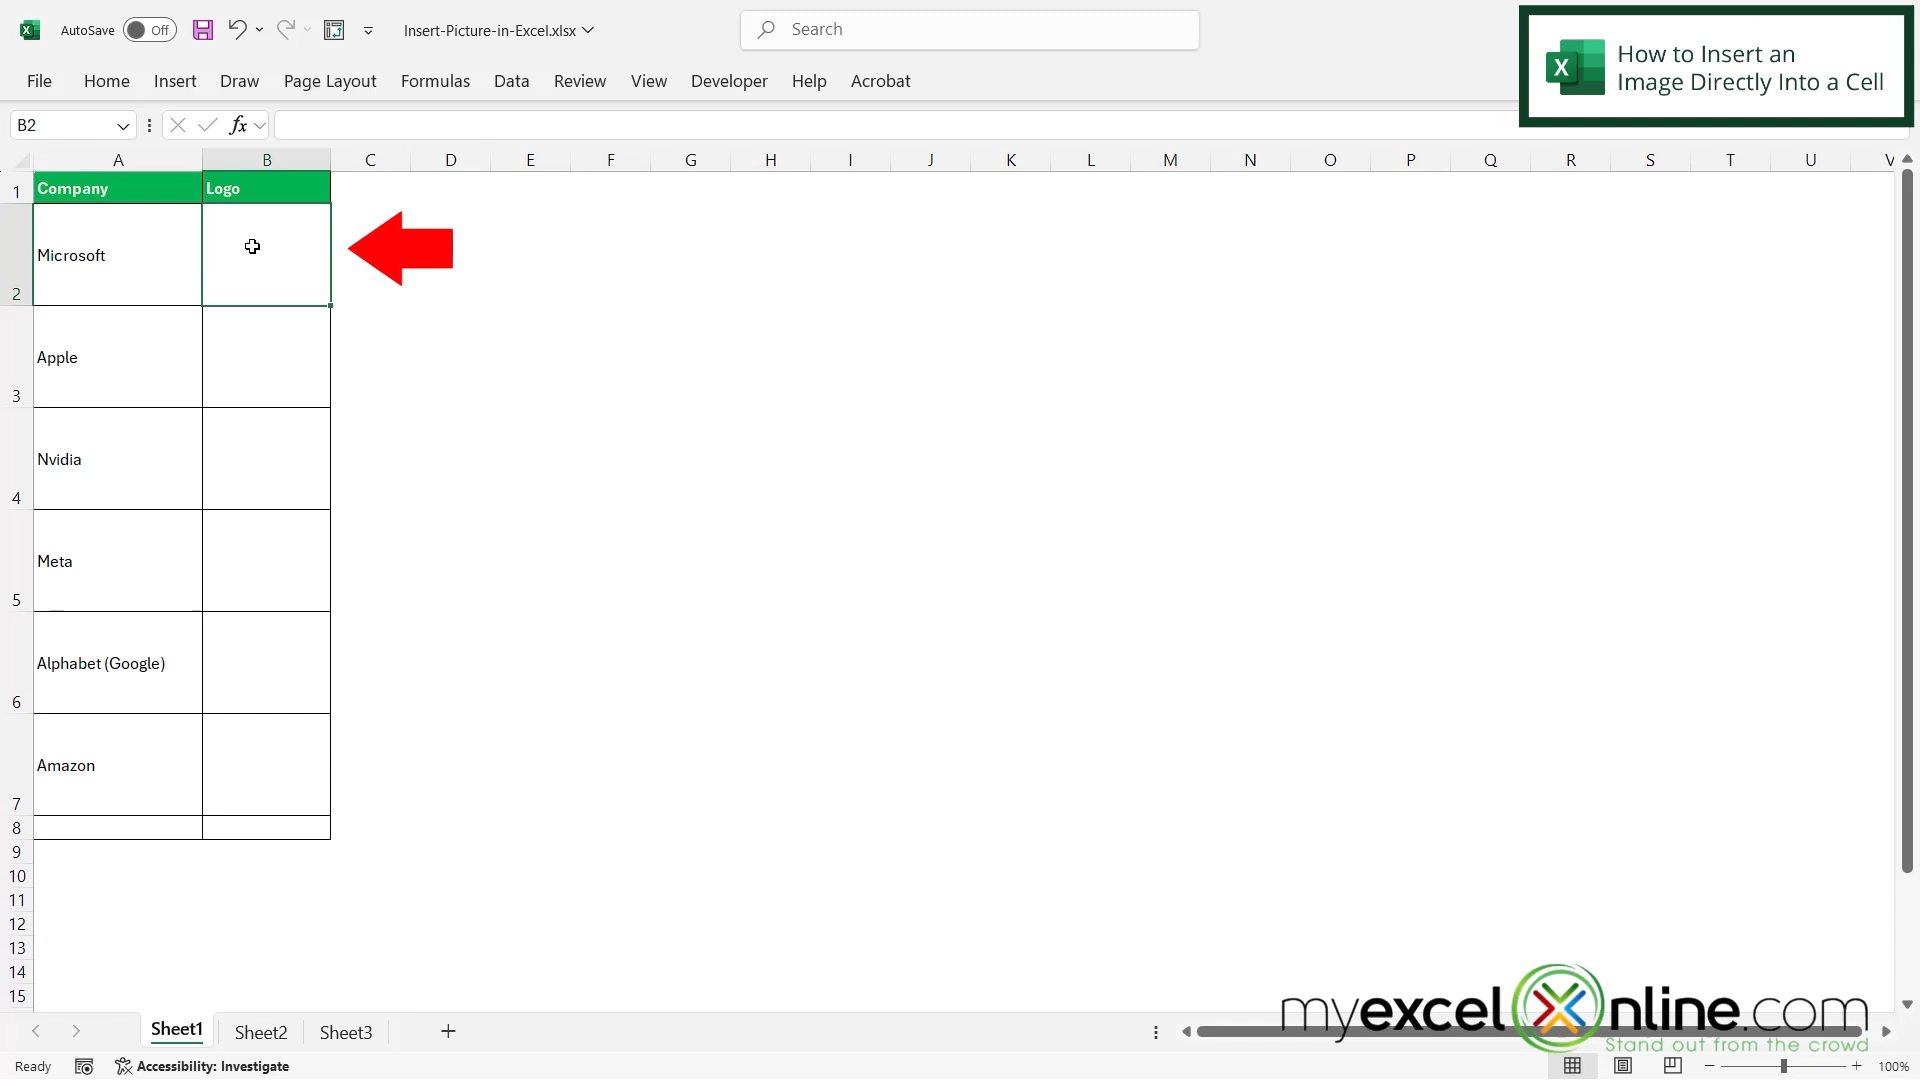 AutoSave Off Insert-Picture-in-Excel.xlsx Search
How to Insert an
Image Directly Into a Cell
File Home Insert Draw Page Layout Formulas Data Review View Developer Help Acrobat
B2 fx
A B C D E F G H I J K L M N O P Q R S T U V
1 Company Logo
2 Microsoft
3 Apple
4 Nvidia
5 Meta
6 Alphabet (Google)
7 Amazon
8
9
10
11
12
13
14
15
myexcelonline.com
Stand out from the crowd
Sheet1 Sheet2 Sheet3
Ready Accessibility: Investigate 100%